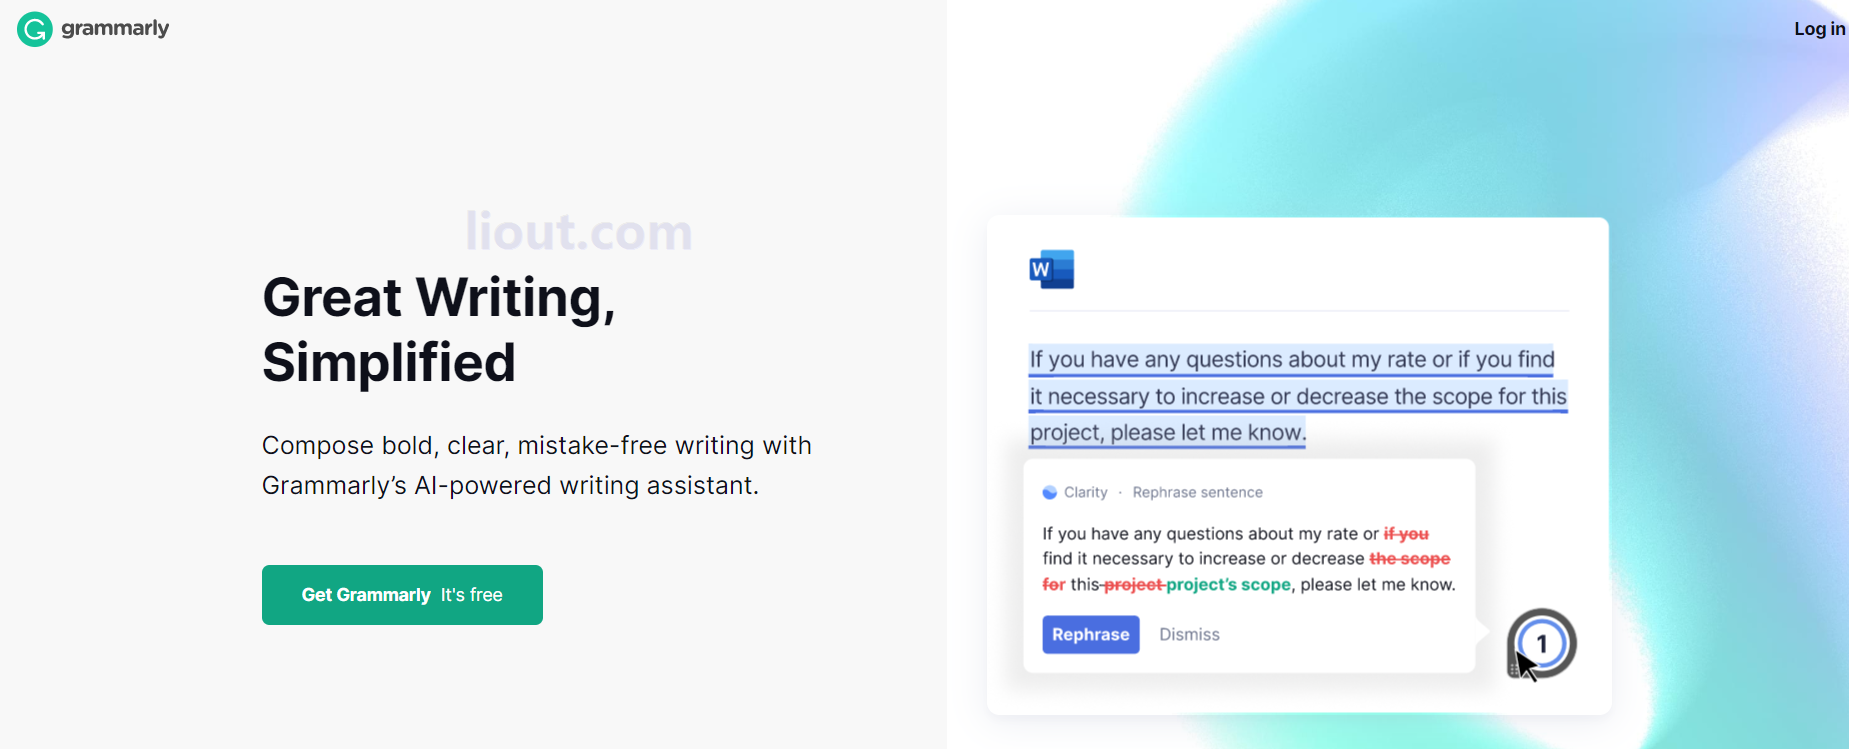 grammarly
Log in
liout.com
Great Writing,
Simplified
Compose bold, clear, mistake-free writing with
Grammarly’s AI-powered writing assistant.
Get Grammarly It's free
W
If you have any questions about my rate or if you find
it necessary to increase or decrease the scope for this
project, please let me know.
Clarity · Rephrase sentence
If you have any questions about my rate or if you
find it necessary to increase or decrease the scope
for this project project’s scope, please let me know.
Rephrase Dismiss
1